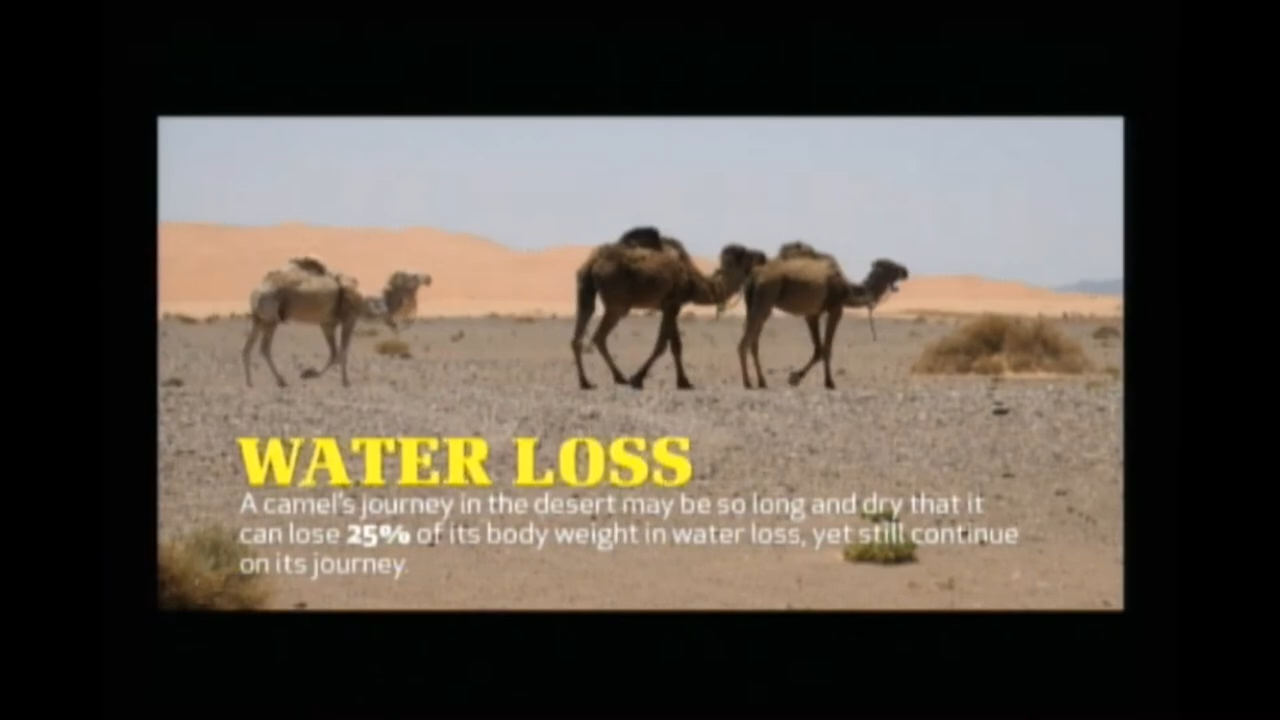 WATER LOSS
A camel's journey in the desert may be so long and dry that it
can lose 25% of its body weight in water loss, yet still continue
on its journey.